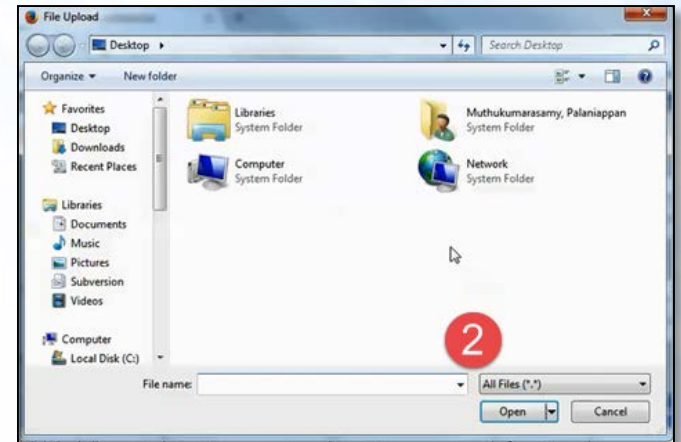 File Upload
Desktop
Search Desktop
Organize
New folder
Favorites
Desktop
Downloads
Recent Places
Libraries
Documents
Music
Pictures
Subversion
Videos
Computer
Local Disk (C:)
Libraries
System Folder
Muthukumarasamy, Palaniappan
System Folder
Computer
System Folder
Network
System Folder
2
File name:
All Files (*.*)
Open
Cancel